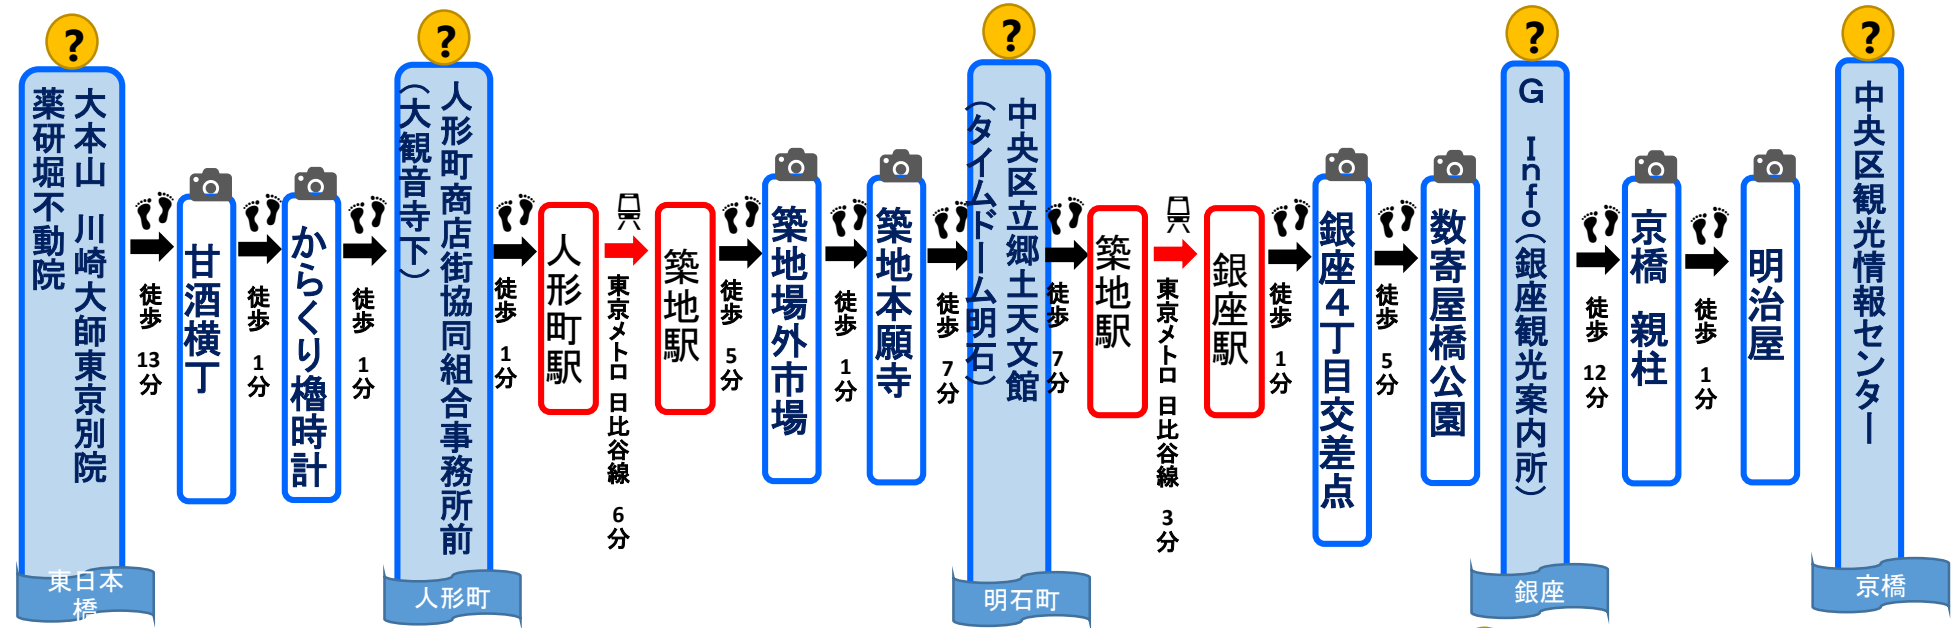 ?
大本山 川崎大師東京別院
薬研堀不動院
東日本
橋
徒歩 13分
甘酒横丁
徒歩 1分
からくり櫓時計
徒歩 1分
?
人形町商店街協同組合事務所前
(大観音寺下)
人形町
徒歩 1分
人形町駅
東京メトロ 日比谷線 6分
築地駅
徒歩 5分
築地場外市場
徒歩 1分
築地本願寺
徒歩 7分
?
中央区立郷土天文館
(タイムドーム明石)
明石町
徒歩 7分
築地駅
東京メトロ 日比谷線 3分
銀座駅
徒歩 1分
銀座4丁目交差点
徒歩 5分
数寄屋橋公園
?
G Info(銀座観光案内所)
銀座
徒歩 12分
京橋 親柱
徒歩 1分
明治屋
?
中央区観光情報センター
京橋